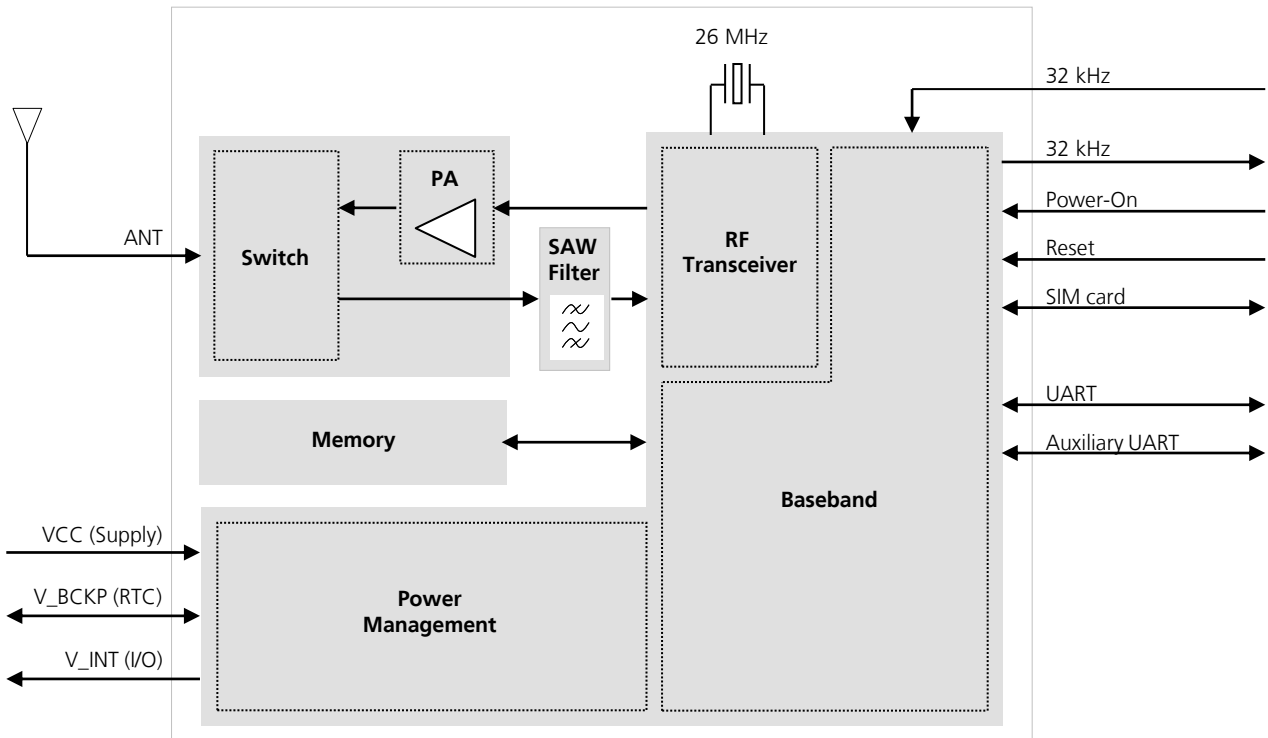 26 MHz
32 kHz
32 kHz
PA
Power-On
ANT
Switch
SAW
Filter
RF
Transceiver
Reset
SIM card
UART
Memory
Auxiliary UART
Baseband
VCC (Supply)
V_BCKP (RTC)
Power
Management
V_INT (I/O)